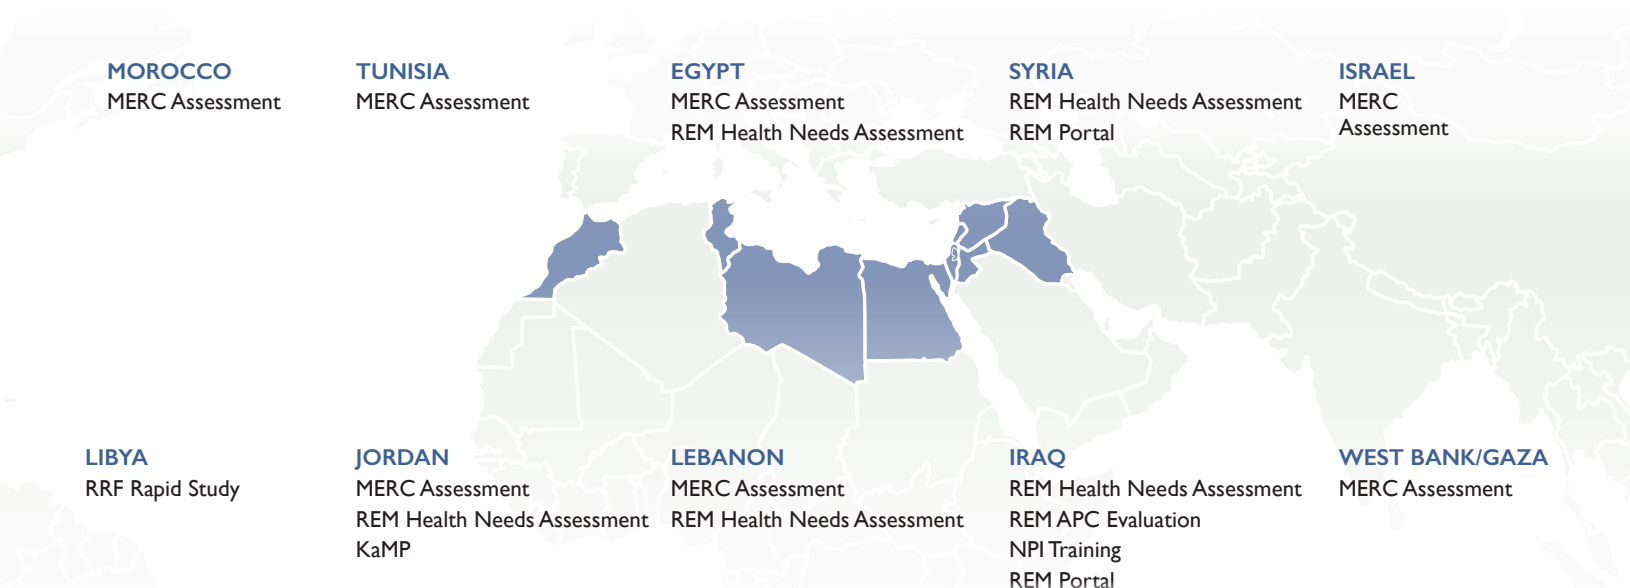 MOROCCO
MERC Assessment
TUNISIA
MERC Assessment
EGYPT
MERC Assessment
REM Health Needs Assessment
SYRIA
REM Health Needs Assessment
REM Portal
ISRAEL
MERC
Assessment
LIBYA
RRF Rapid Study
JORDAN
MERC Assessment
REM Health Needs Assessment
KaMP
LEBANON
MERC Assessment
REM Health Needs Assessment
IRAQ
REM Health Needs Assessment
REM APC Evaluation
NPI Training
REM Portal
WEST BANK/GAZA
MERC Assessment